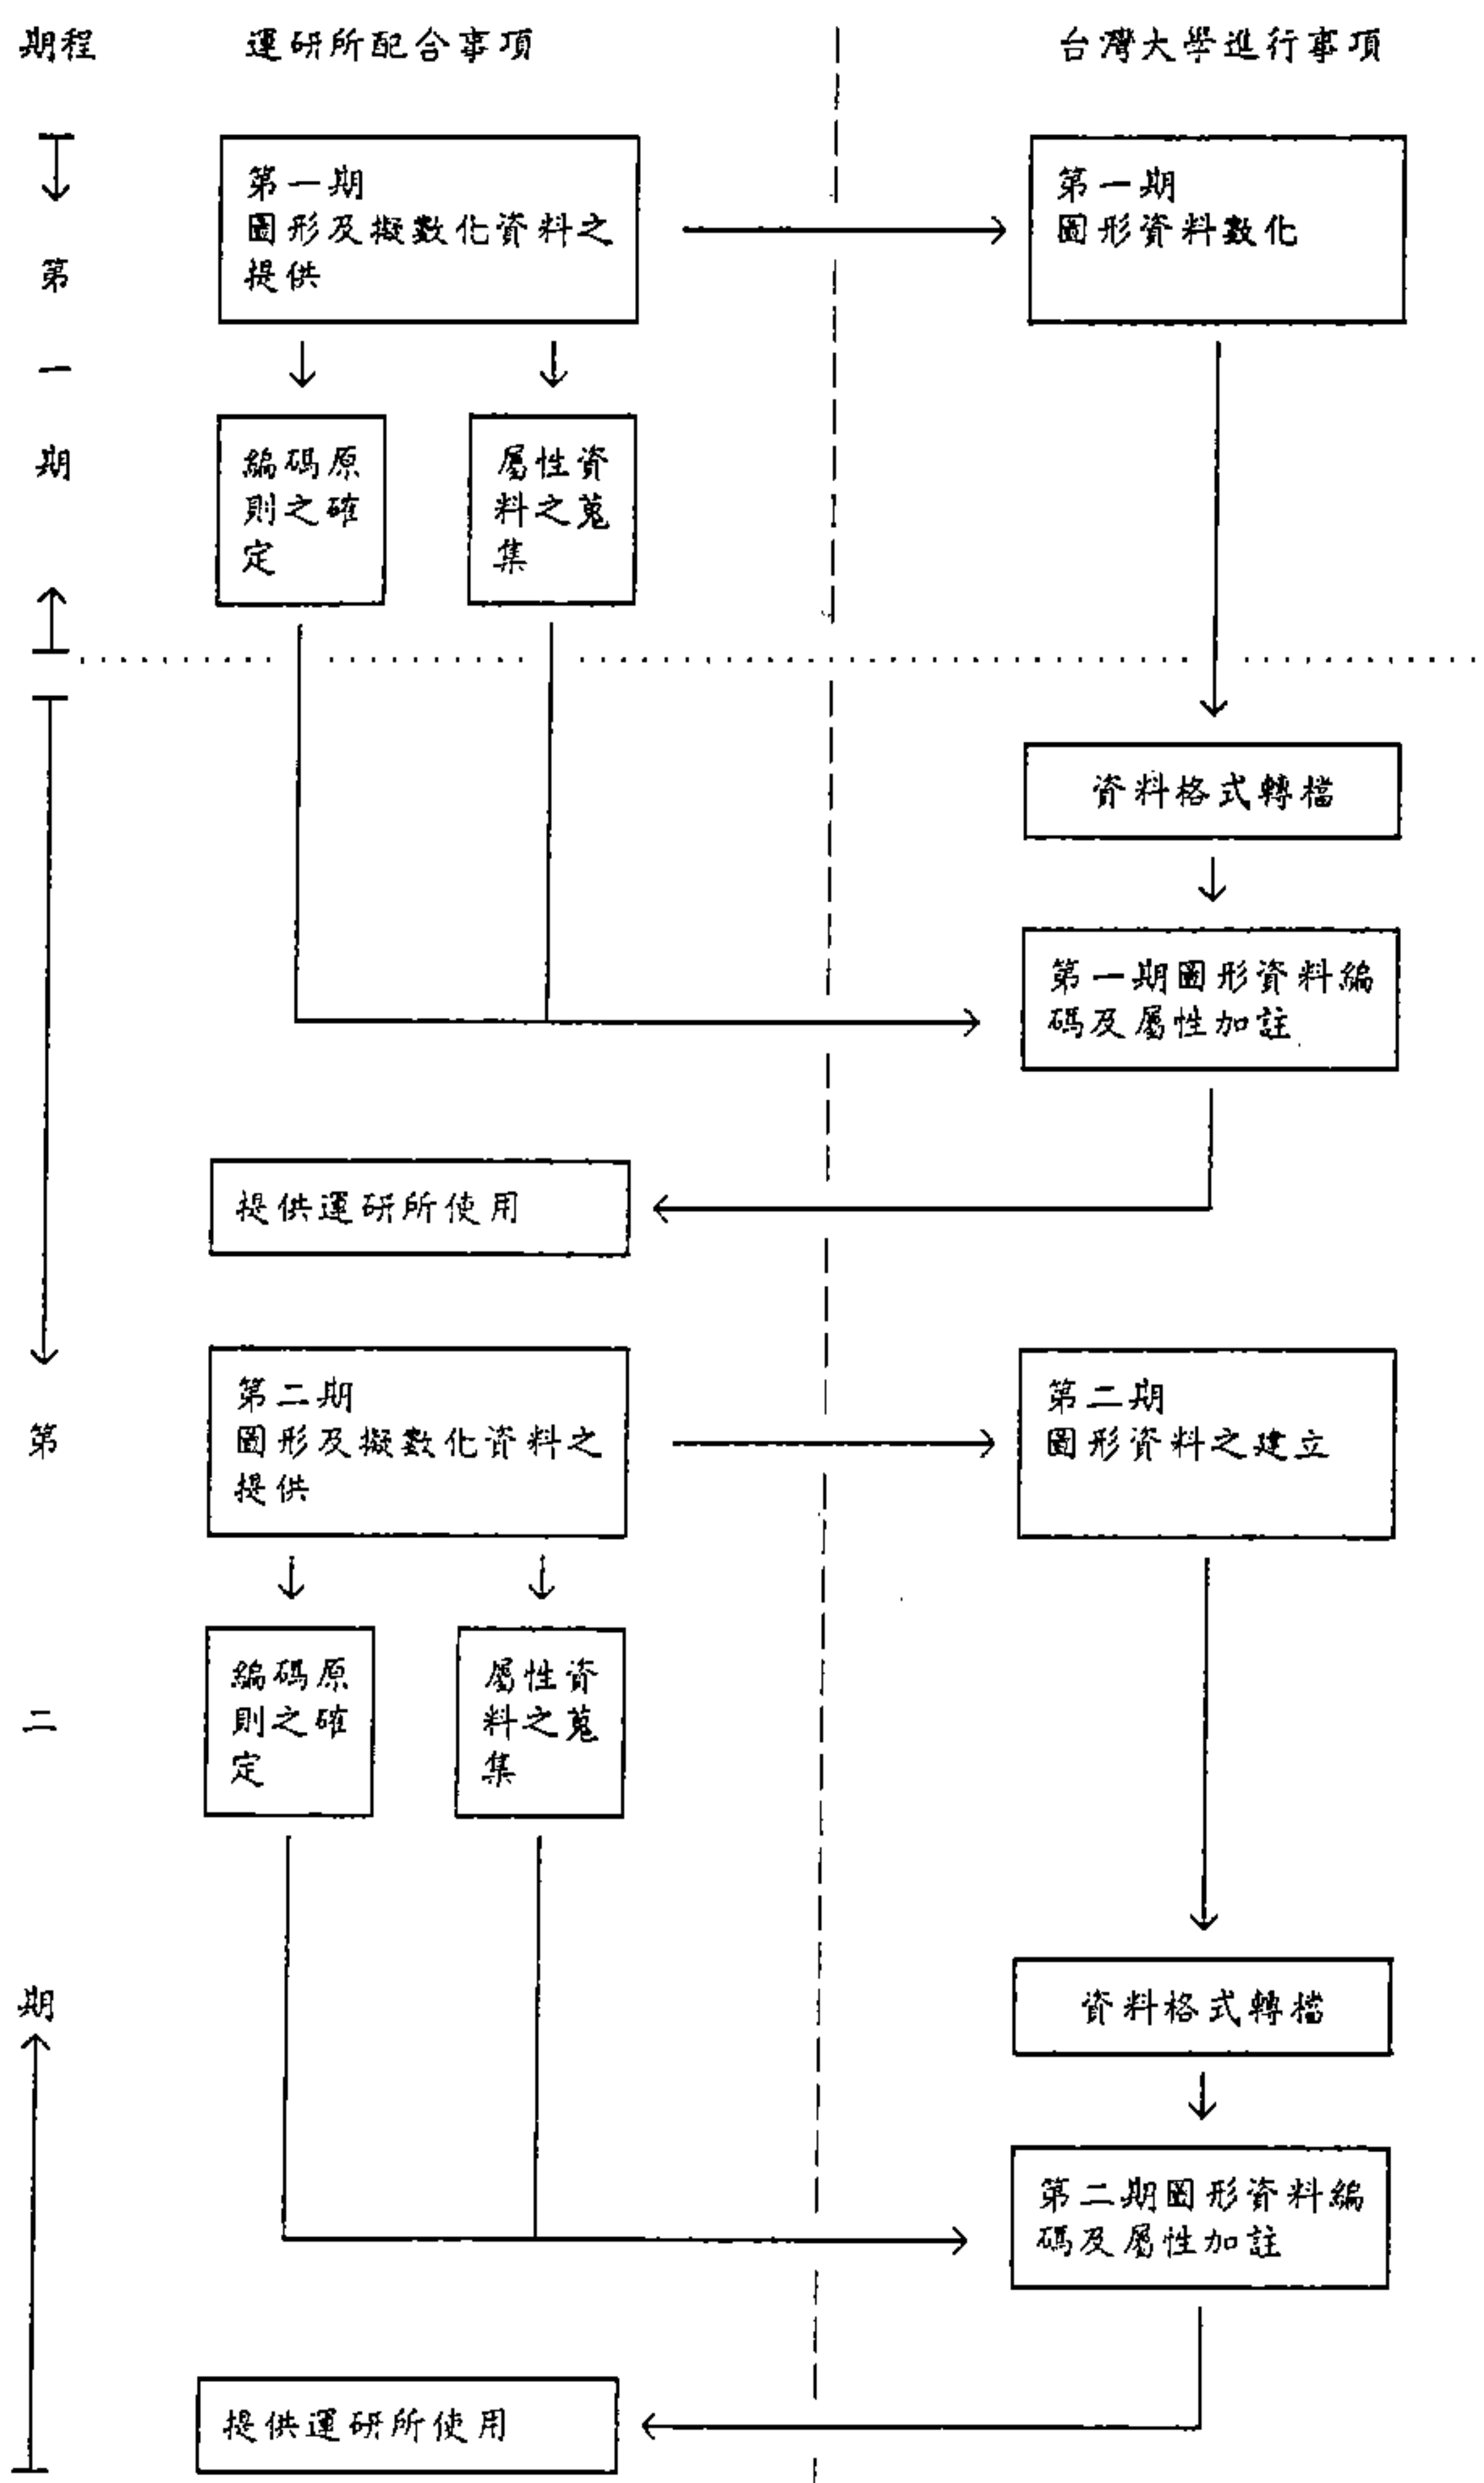 期程 運研所配合事項 台灣大學進行事項
第一期
圖形及擬數化資料之
提供
第一期
圖形資料數化
第
一
期
編碼原
則之確
定
屬性資
料之蒐
集
資料格式轉檔
第一期圖形資料編
碼及屬性加註
提供運研所使用
第二期
圖形及擬數化資料之
提供
第二期
圖形資料之建立
第
二
期
編碼原
則之確
定
屬性資
料之蒐
集
資料格式轉檔
第二期圖形資料編
碼及屬性加註
提供運研所使用